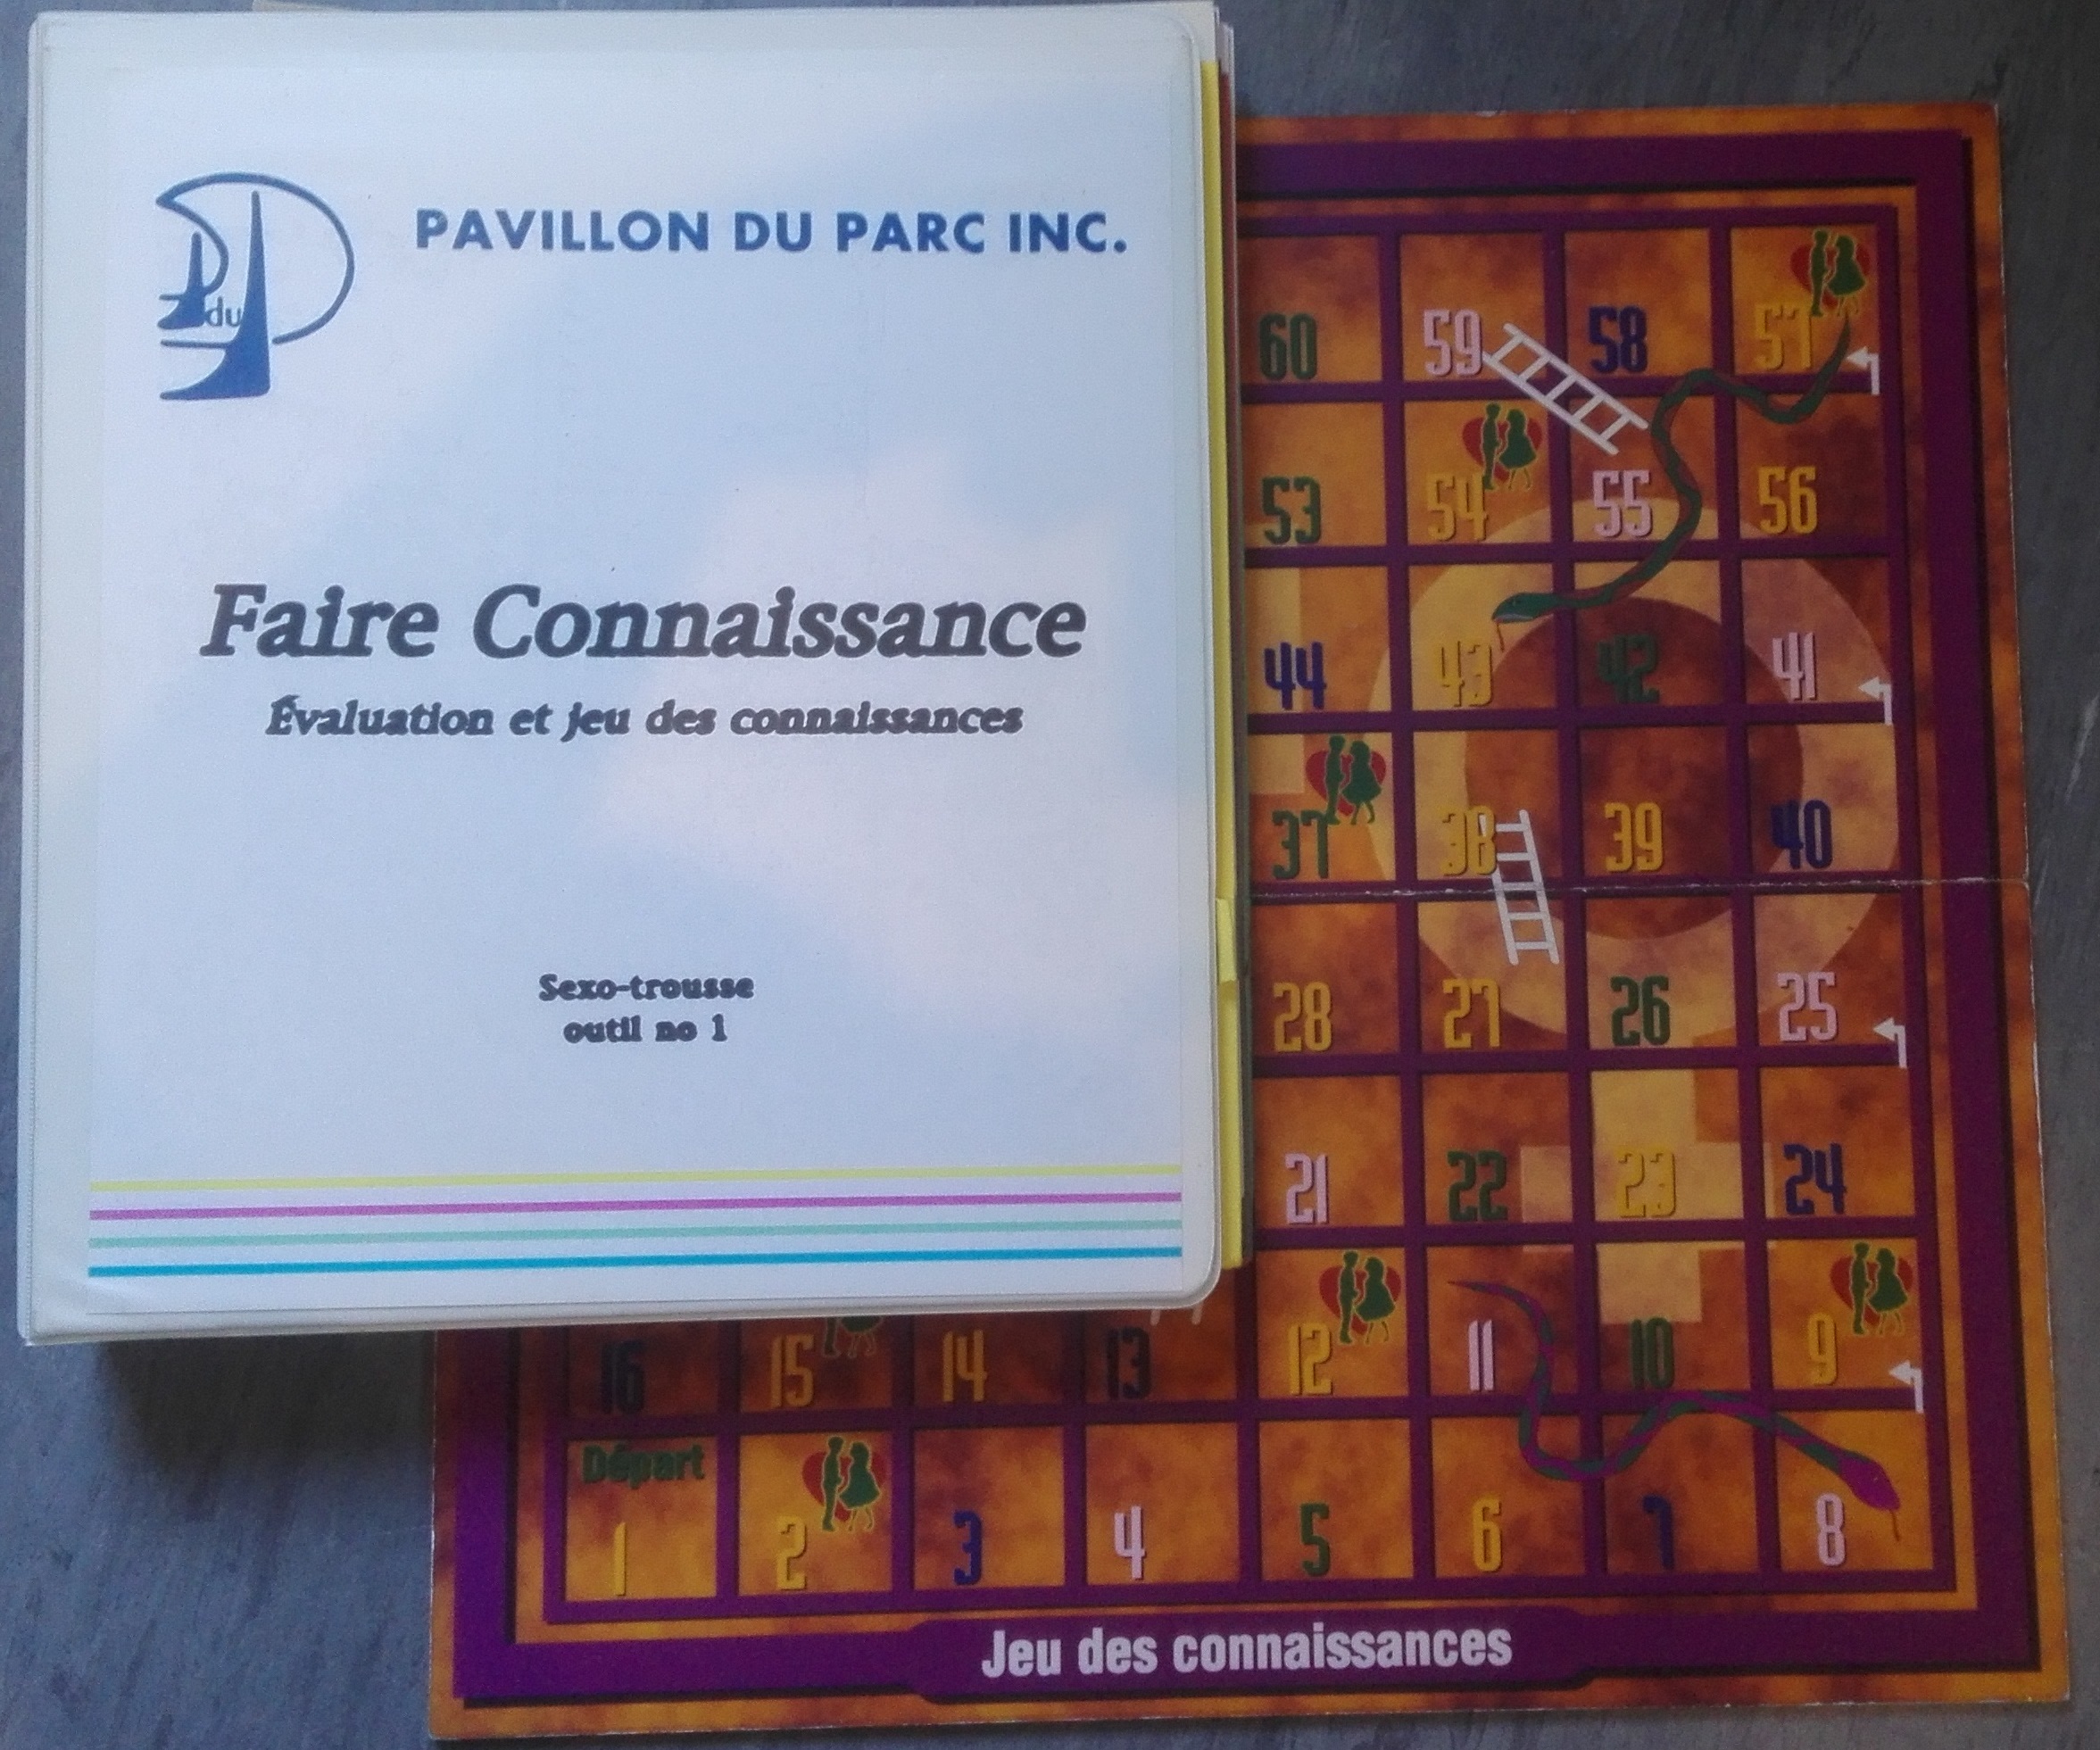 du
PAVILLON DU PARC INC.
Faire Connaissance
Évaluation et jeu des connaissances
Sexo-trousse
outil no 1
60 59 58 57
53 54 55 56
44 43 42 41
37 38 39 40
28 27 26 25
21 22 23 24
16 15 14 13 12 11 10 9
Départ
1 2 3 4 5 6 7 8
Jeu des connaissances